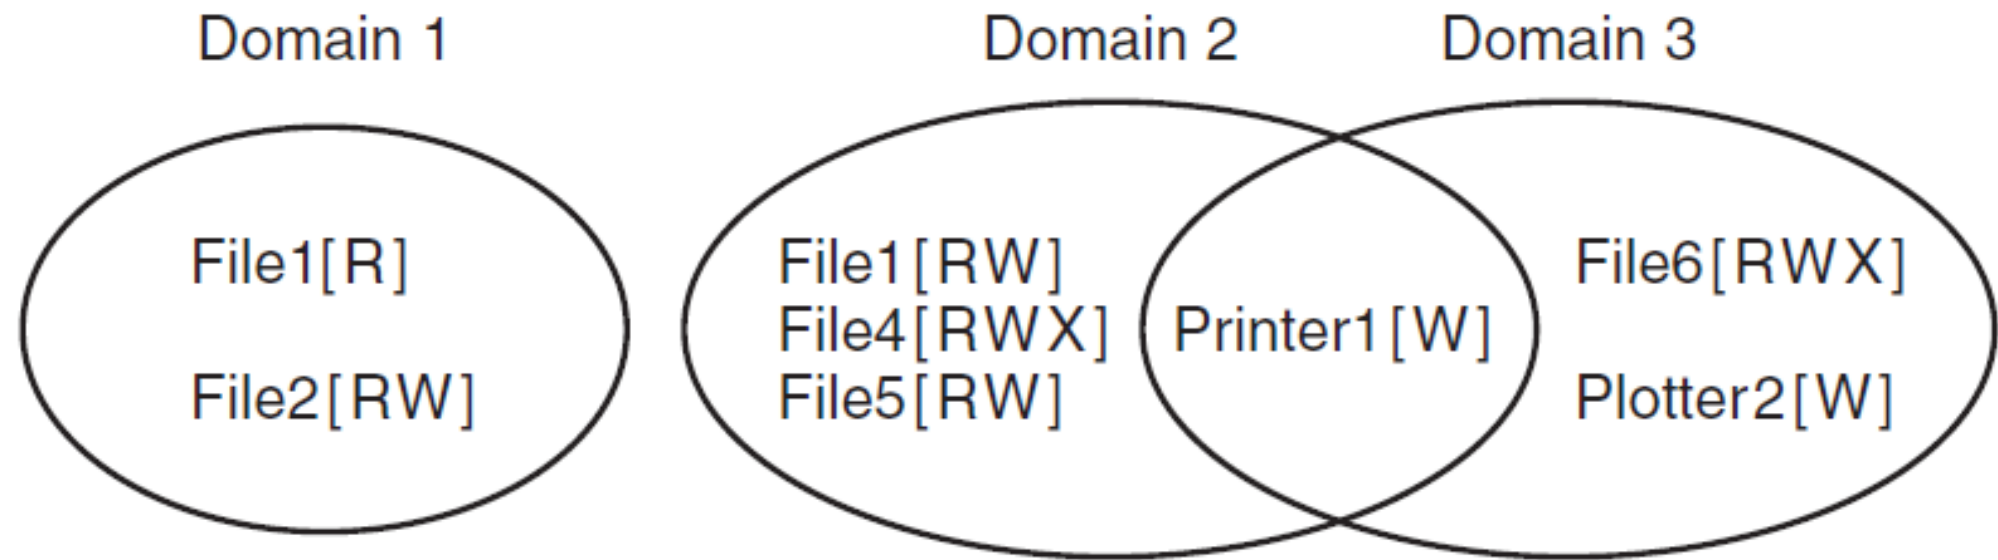 Domain 1
Domain 2
Domain 3
File1[R]
File2[RW]
File1[RW]
File4[RWX]
File5[RW]
Printer1[W]
File6[RWX]
Plotter2[W]